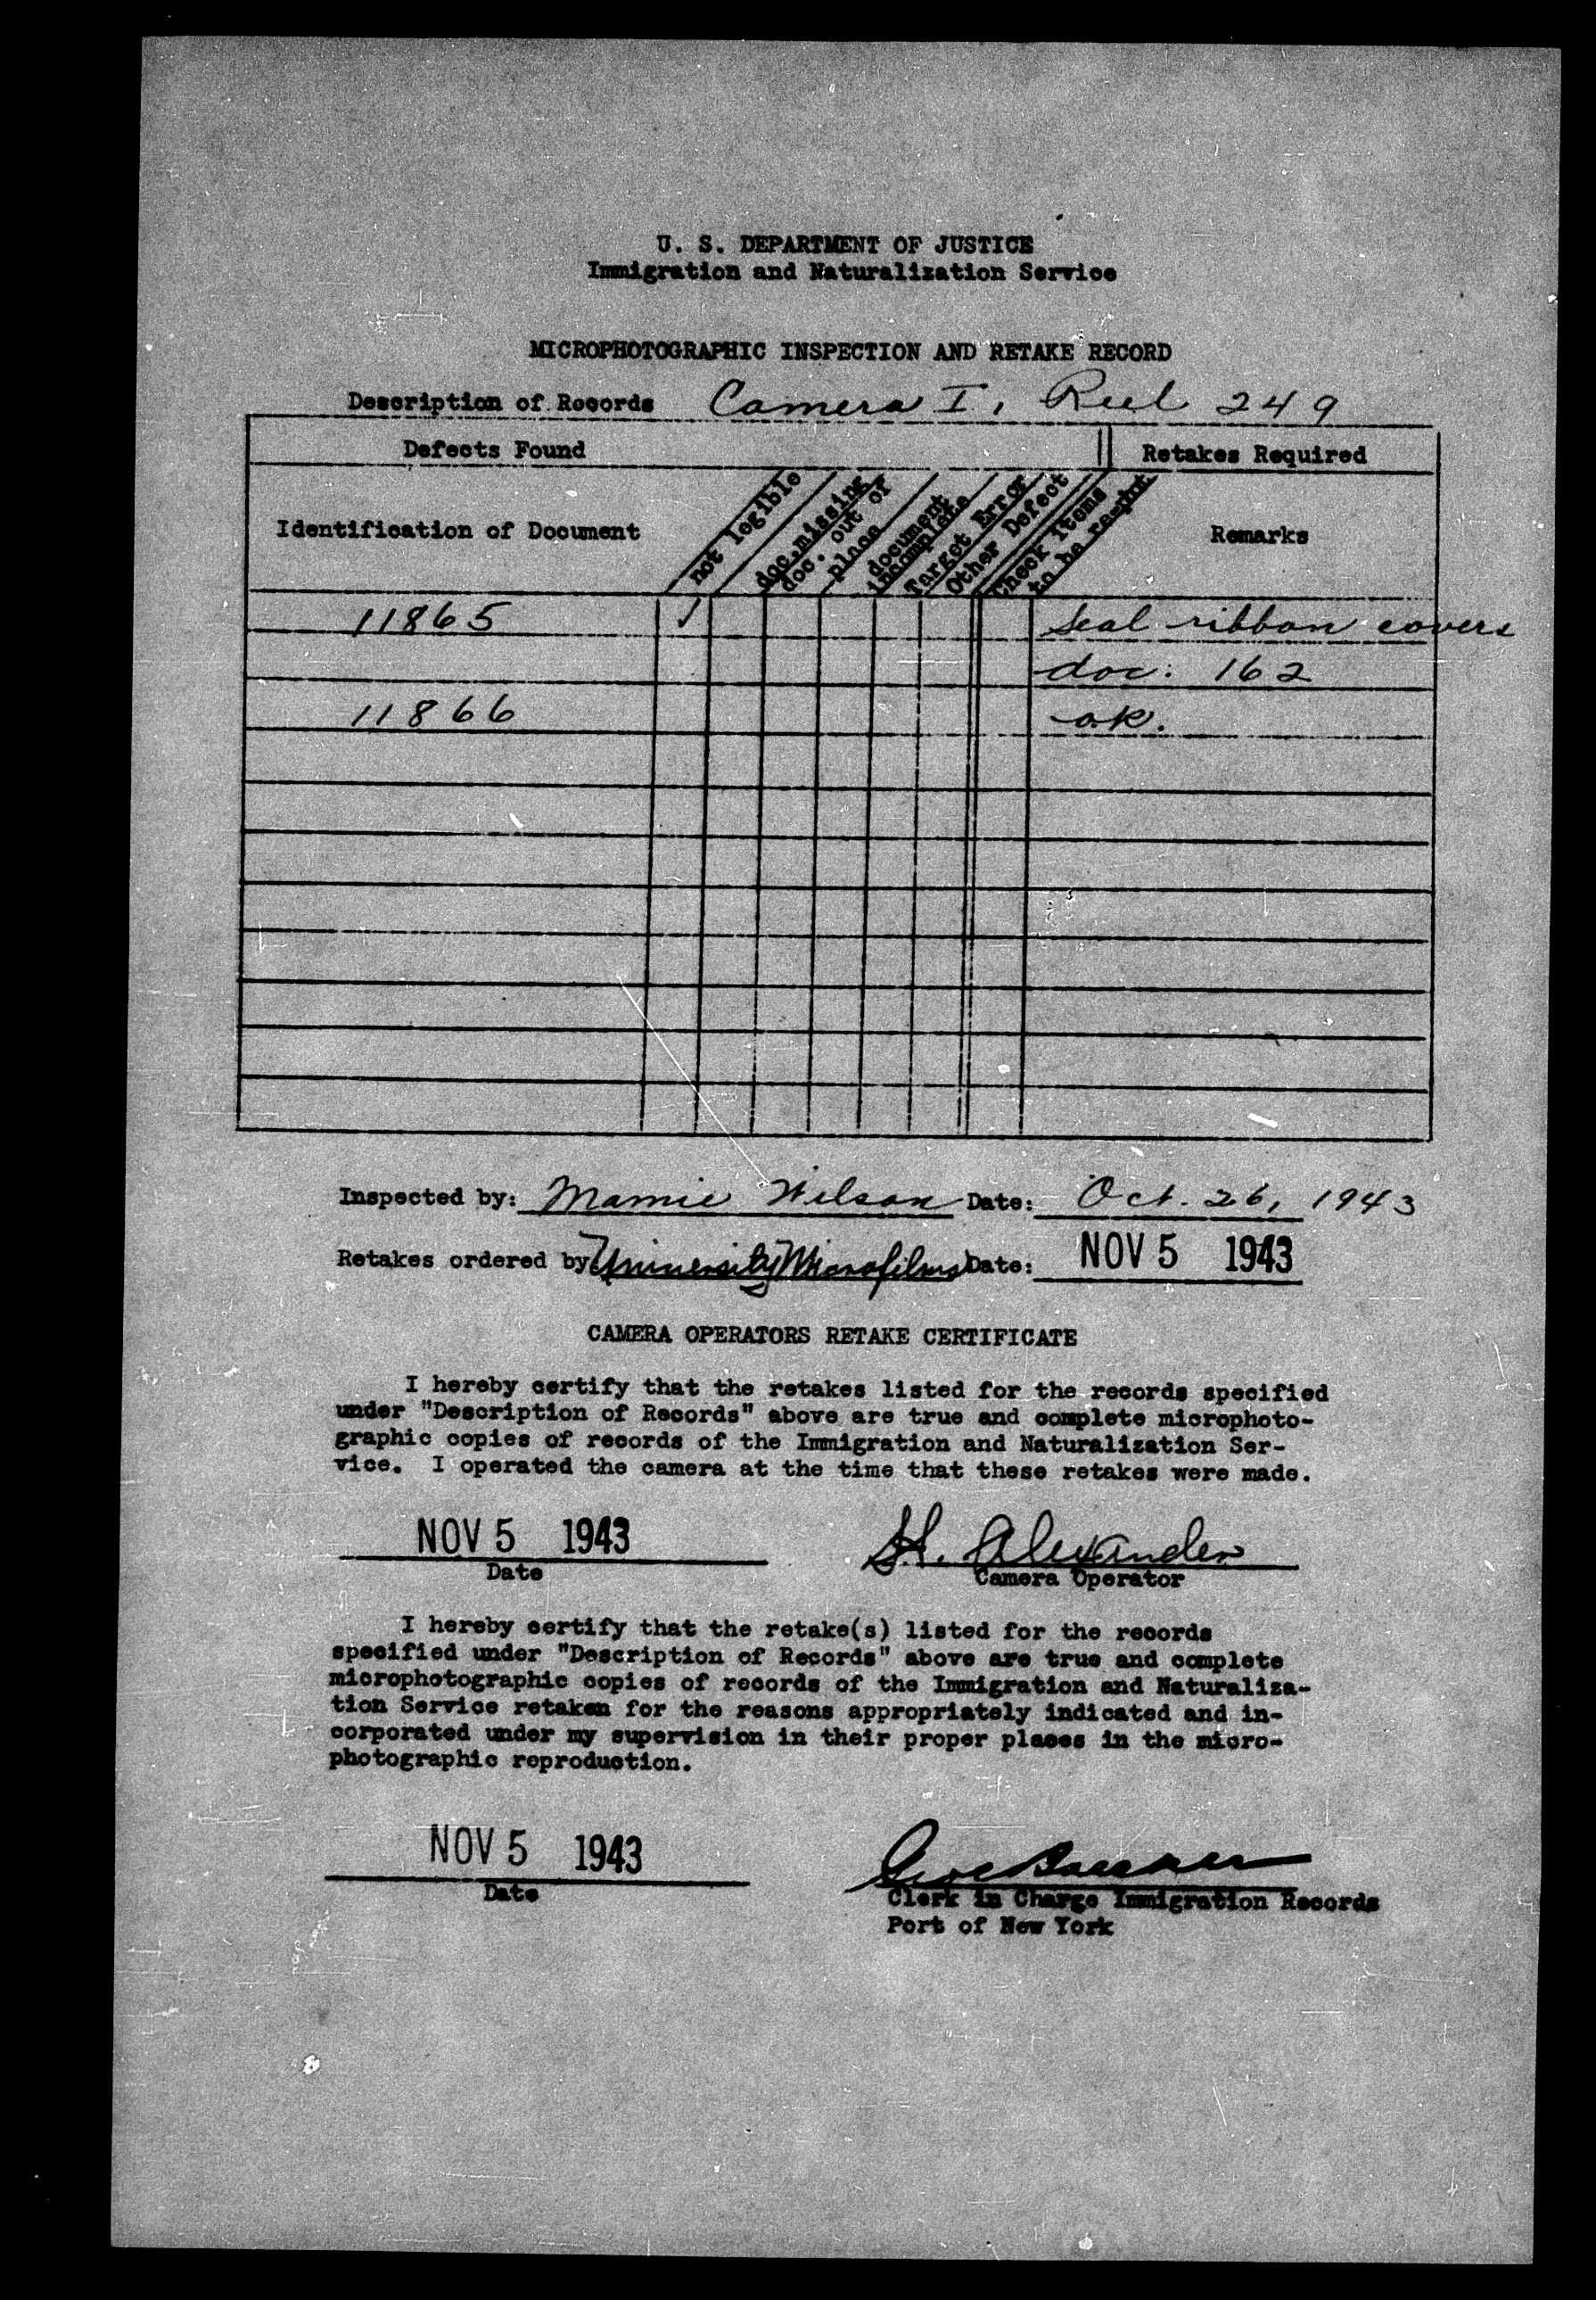 U. S. DEPARTMENT OF JUSTICE
Immigration and Naturalization Service
MICROPHOTOGRAPHIC INSPECTION AND RETAKE RECORD
Description of Records Camera I, Reel 249
Defects Found Retakes Required
Identification of Document not legible doc. missing doc. out of place document incomplete Target Error Other Defect Check items to be Remarks
11865 ✓ Seal ribbon covers
doc. 162
11866 o.k.
Inspected by: Mamie Wilson Date: Oct. 26, 1943
Retakes ordered by University Microfilms Date: NOV 5 1943
CAMERA OPERATORS RETAKE CERTIFICATE
I hereby certify that the retakes listed for the records specified
under "Description of Records" above are true and complete microphoto-
graphic copies of records of the Immigration and Naturalization Ser-
vice. I operated the camera at the time that these retakes were made.
NOV 5 1943 H. Alexander
Date Camera Operator
I hereby certify that the retake(s) listed for the records
specified under "Description of Records" above are true and complete
microphotographic copies of records of the Immigration and Naturaliza-
tion Service retaken for the reasons appropriately indicated and in-
corporated under my supervision in their proper places in the micro-
photographic reproduction.
NOV 5 1943
Date Clerk in Charge Immigration Records
Port of New York